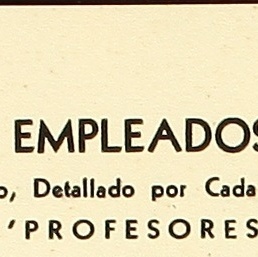 EMPLEADOS
o, Detallado por Cada
'PROFESORES